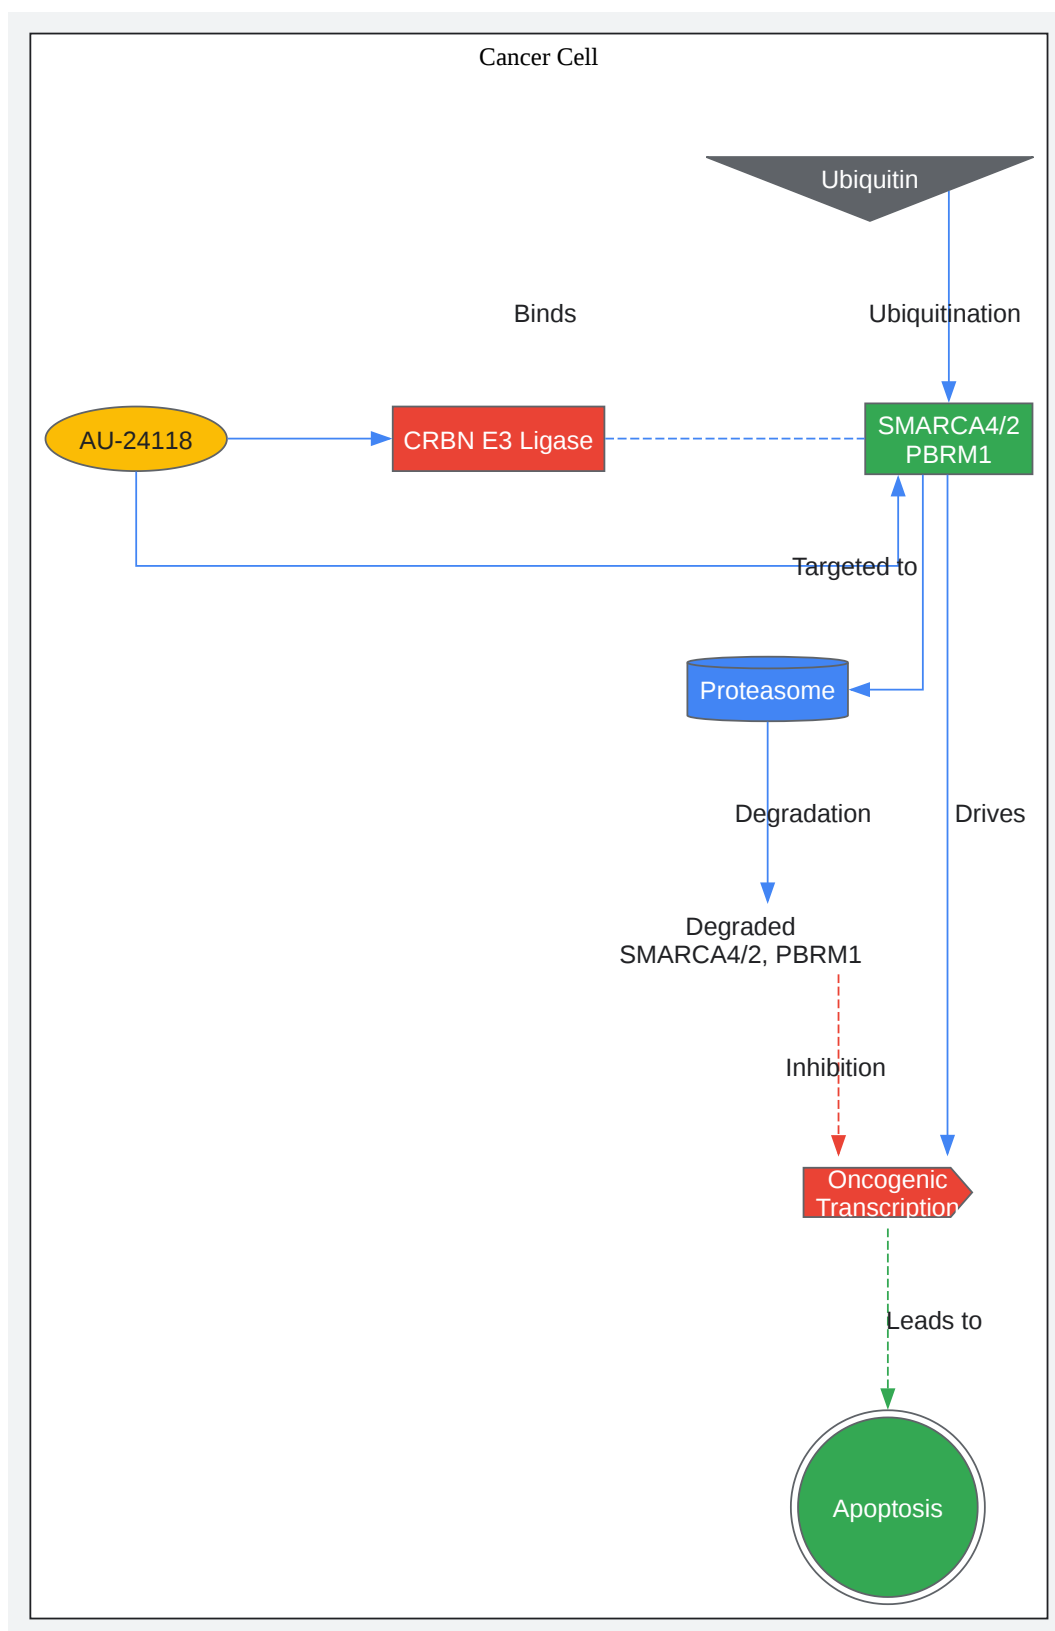 Cancer Cell
Ubiquitin
Binds
Ubiquitination
AU-24118
CRBN E3 Ligase
SMARCA4/2
PBRM1
Targeted to
Proteasome
Degradation
Drives
Degraded
SMARCA4/2, PBRM1
Inhibition
Oncogenic
Transcription
Leads to
Apoptosis